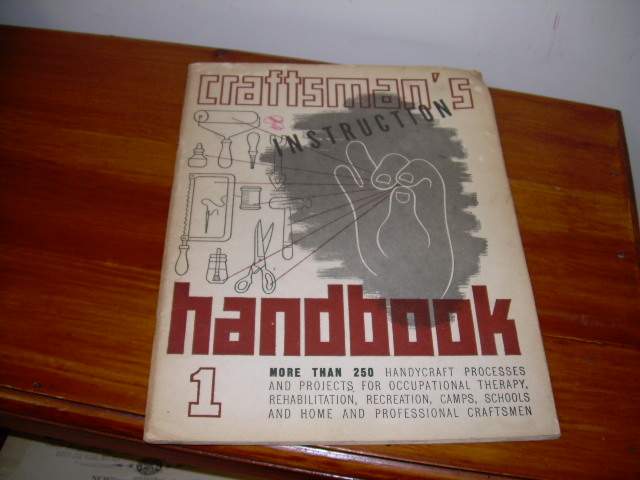 craftsman's
INSTRUCTION
handbook
1
MORE THAN 250 HANDYCRAFT PROCESSES
AND PROJECTS FOR OCCUPATIONAL THERAPY,
REHABILITATION, RECREATION, CAMPS, SCHOOLS
AND HOME AND PROFESSIONAL CRAFTSMEN